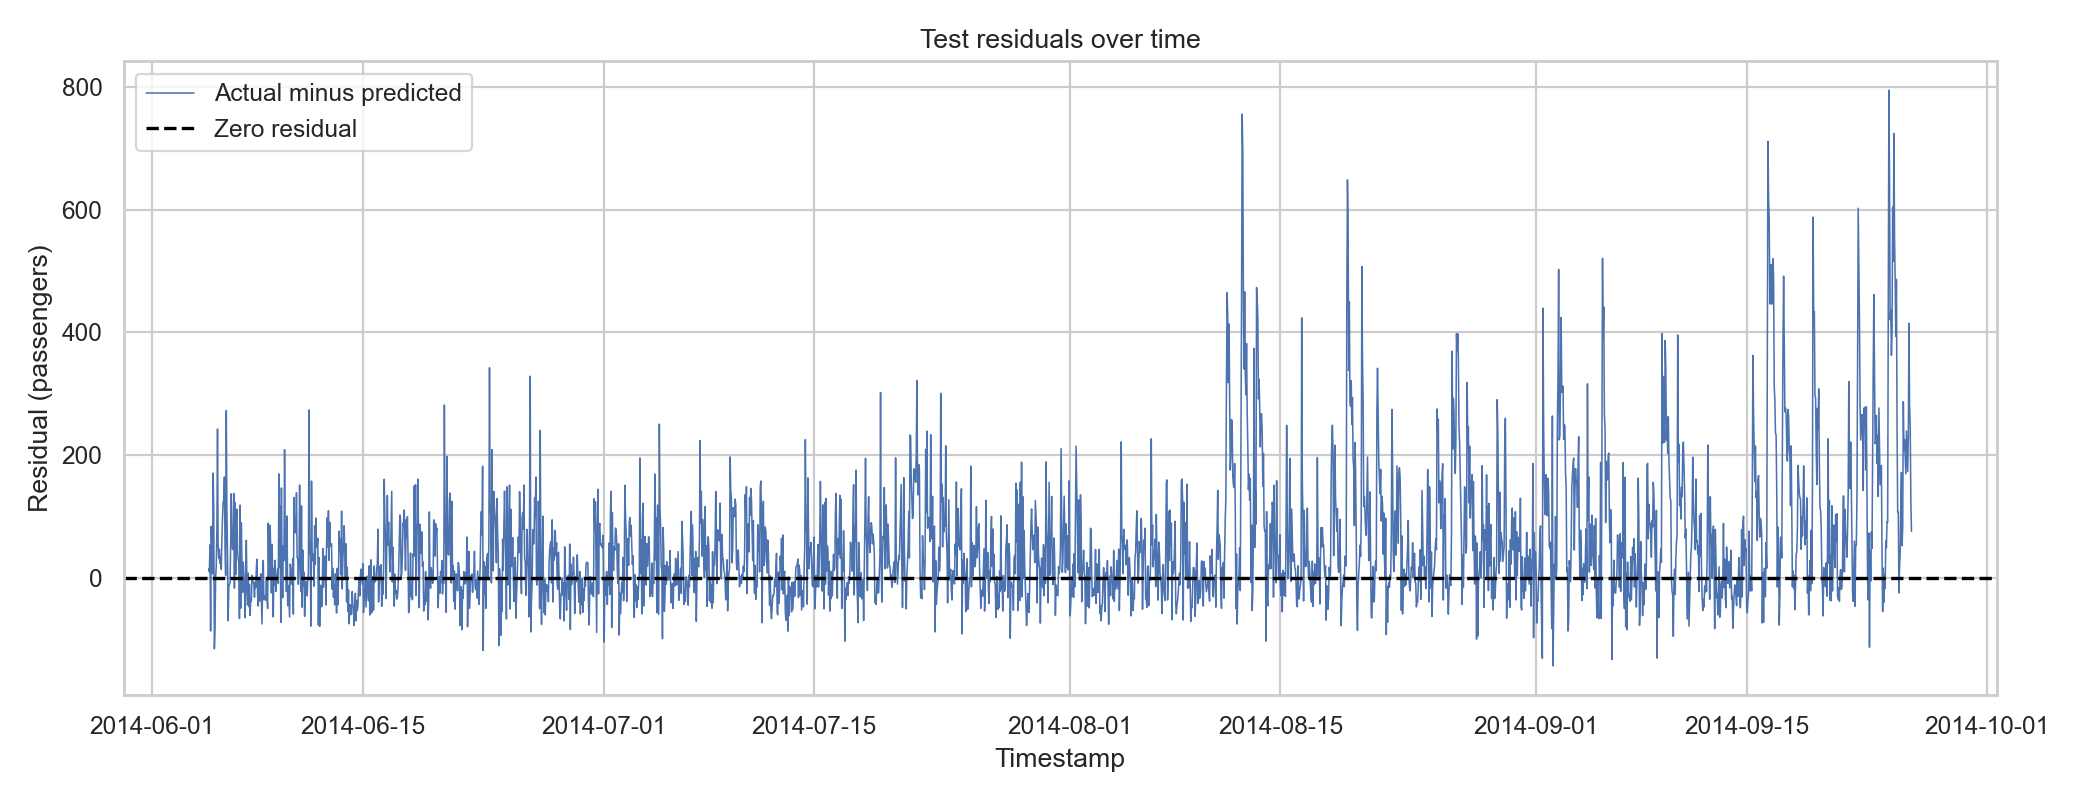 Test residuals over time
Actual minus predicted
Zero residual
Residual (passengers)
800
600
400
200
0
2014-06-01
2014-06-15
2014-07-01
2014-07-15
2014-08-01
2014-08-15
2014-09-01
2014-09-15
2014-10-01
Timestamp